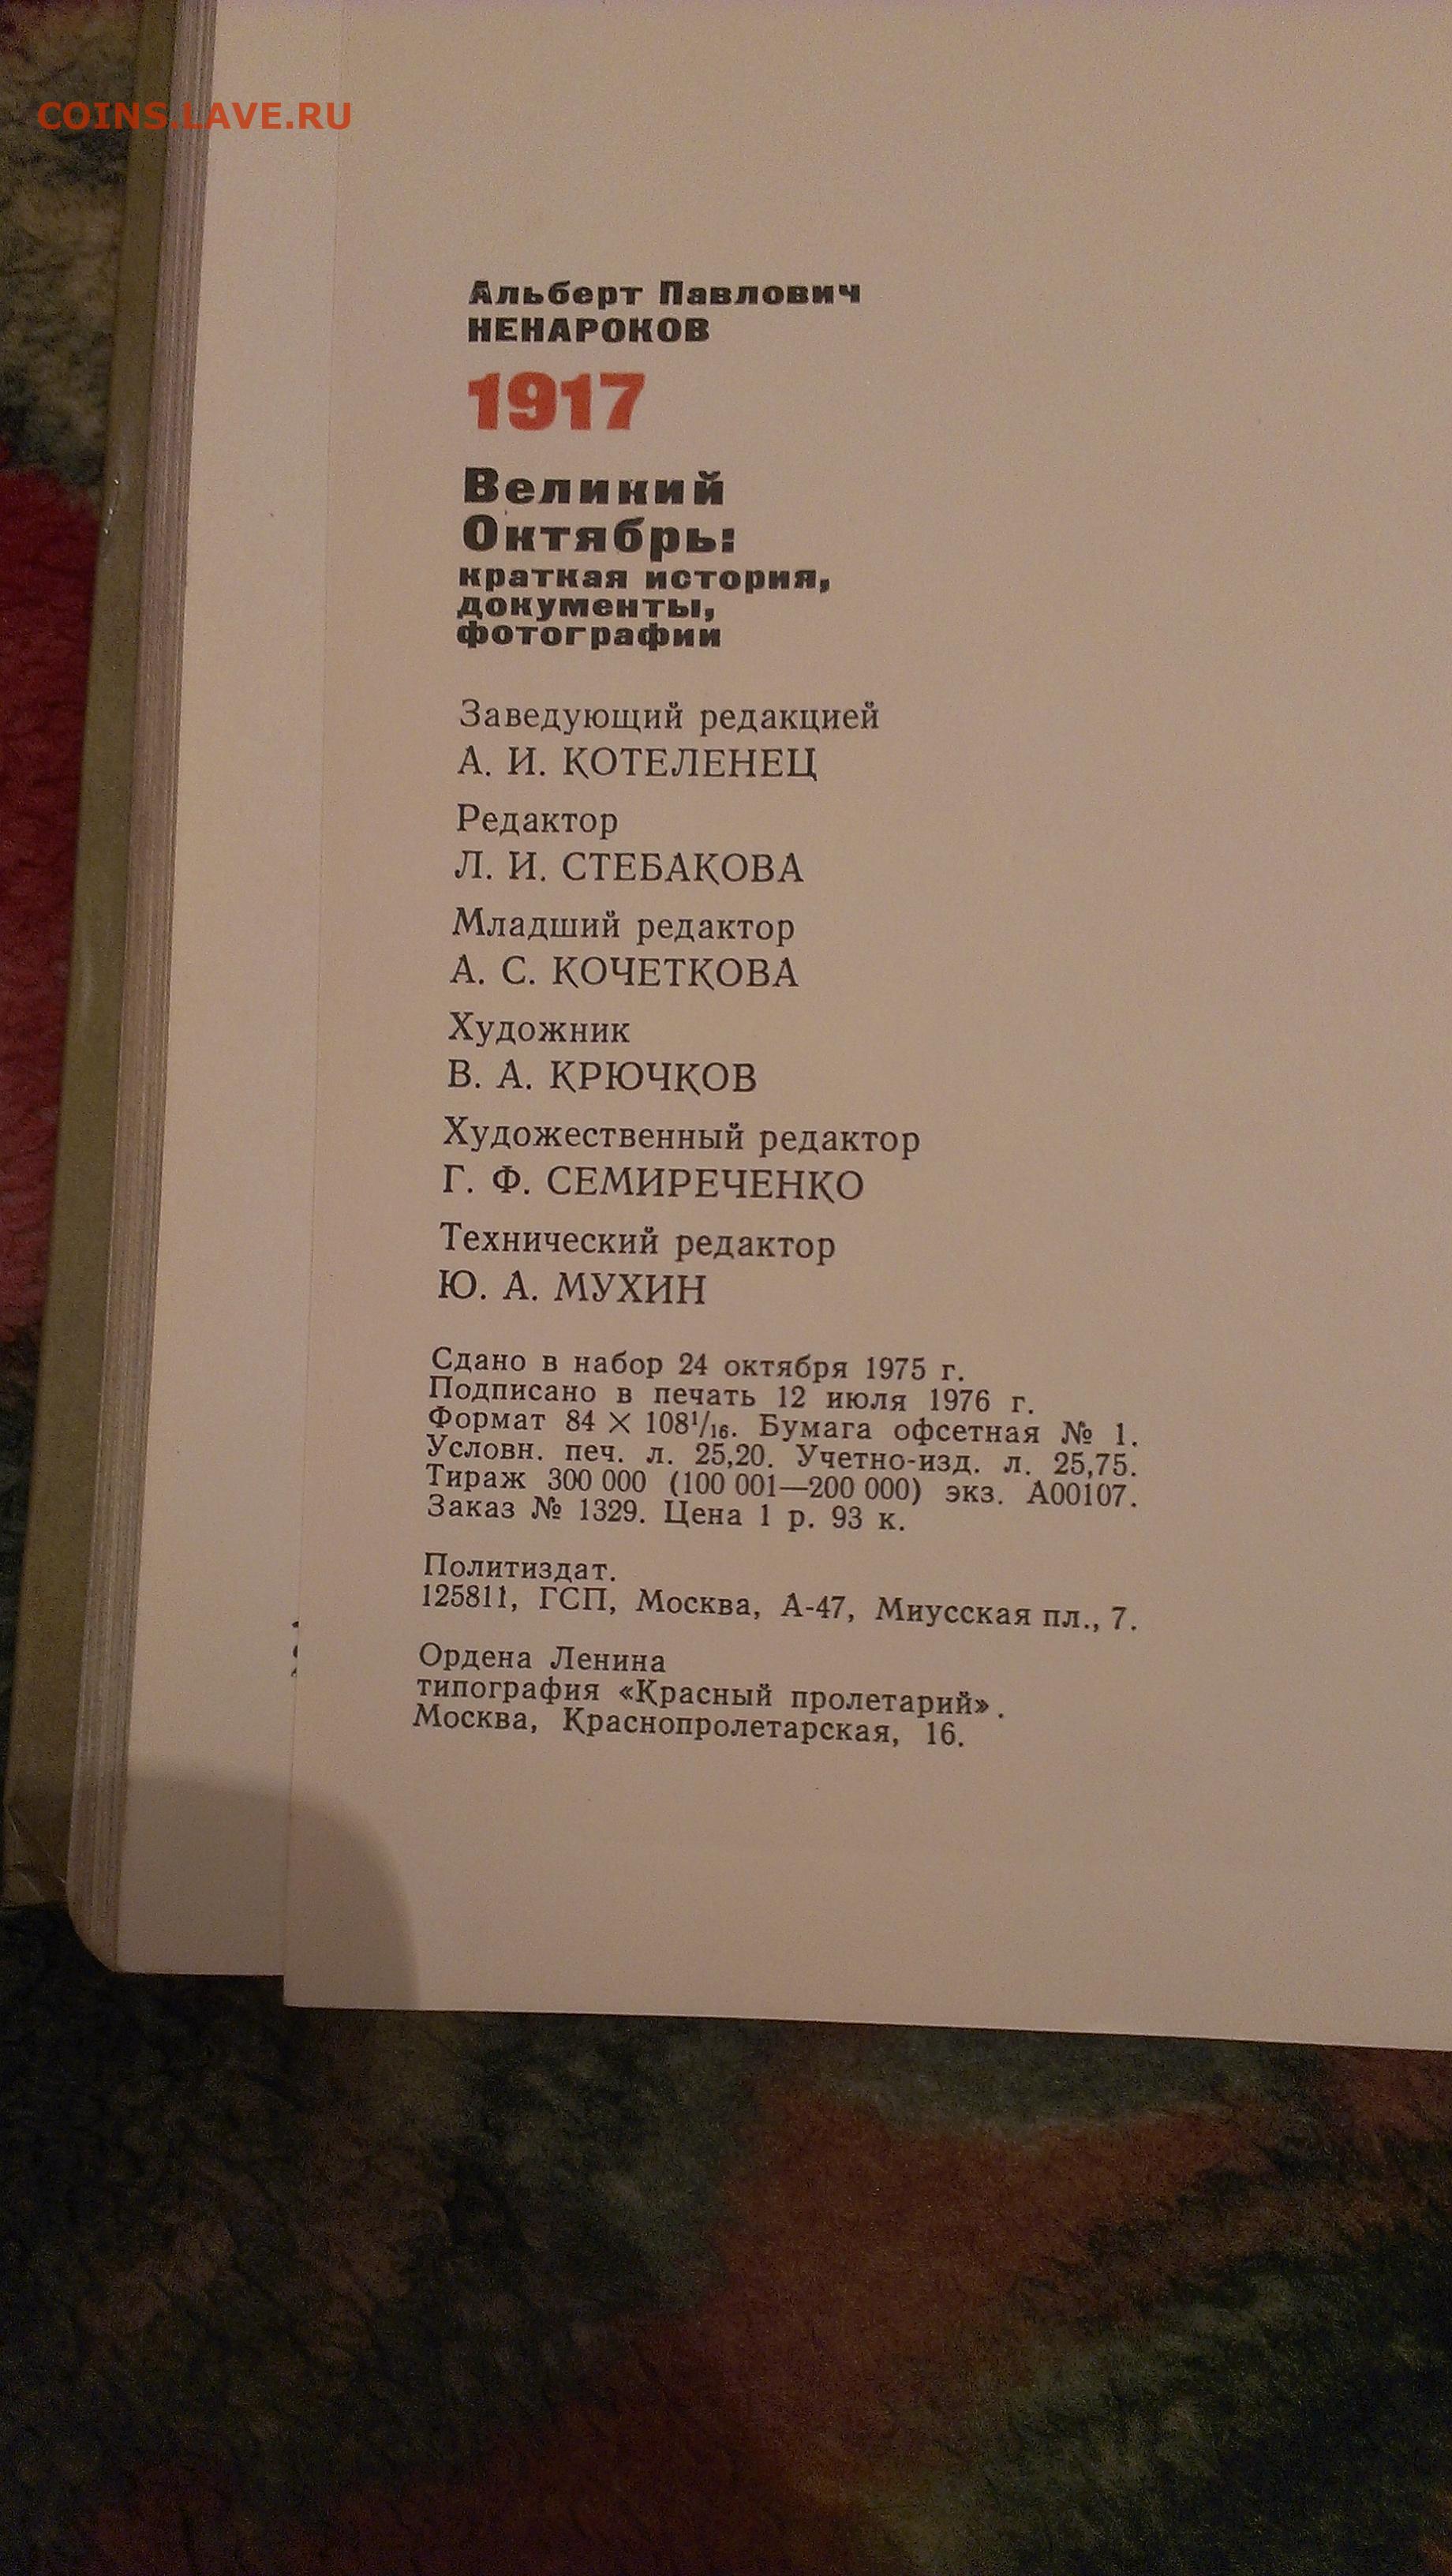 COINS.LAVE.RU
Альберт Павлович
НЕНАРОКОВ
1917
Великий
Октябрь:
краткая история,
документы,
фотографии
Заведующий редакцией
А. И. КОТЕЛЕНЕЦ
Редактор
Л. И. СТЕБАКОВА
Младший редактор
А. С. КОЧЕТКОВА
Художник
В. А. КРЮЧКОВ
Художественный редактор
Г. Ф. СЕМИРЕЧЕНКО
Технический редактор
Ю. А. МУХИН
Сдано в набор 24 октября 1975 г.
Подписано в печать 12 июля 1976 г.
Формат 84 × 108¹/₁₆. Бумага офсетная № 1.
Условн. печ. л. 25,20. Учетно-изд. л. 25,75.
Тираж 300 000 (100 001—200 000) экз. А00107.
Заказ № 1329. Цена 1 р. 93 к.
Политиздат.
125811, ГСП, Москва, А-47, Миусская пл., 7.
Ордена Ленина
типография «Красный пролетарий».
Москва, Краснопролетарская, 16.